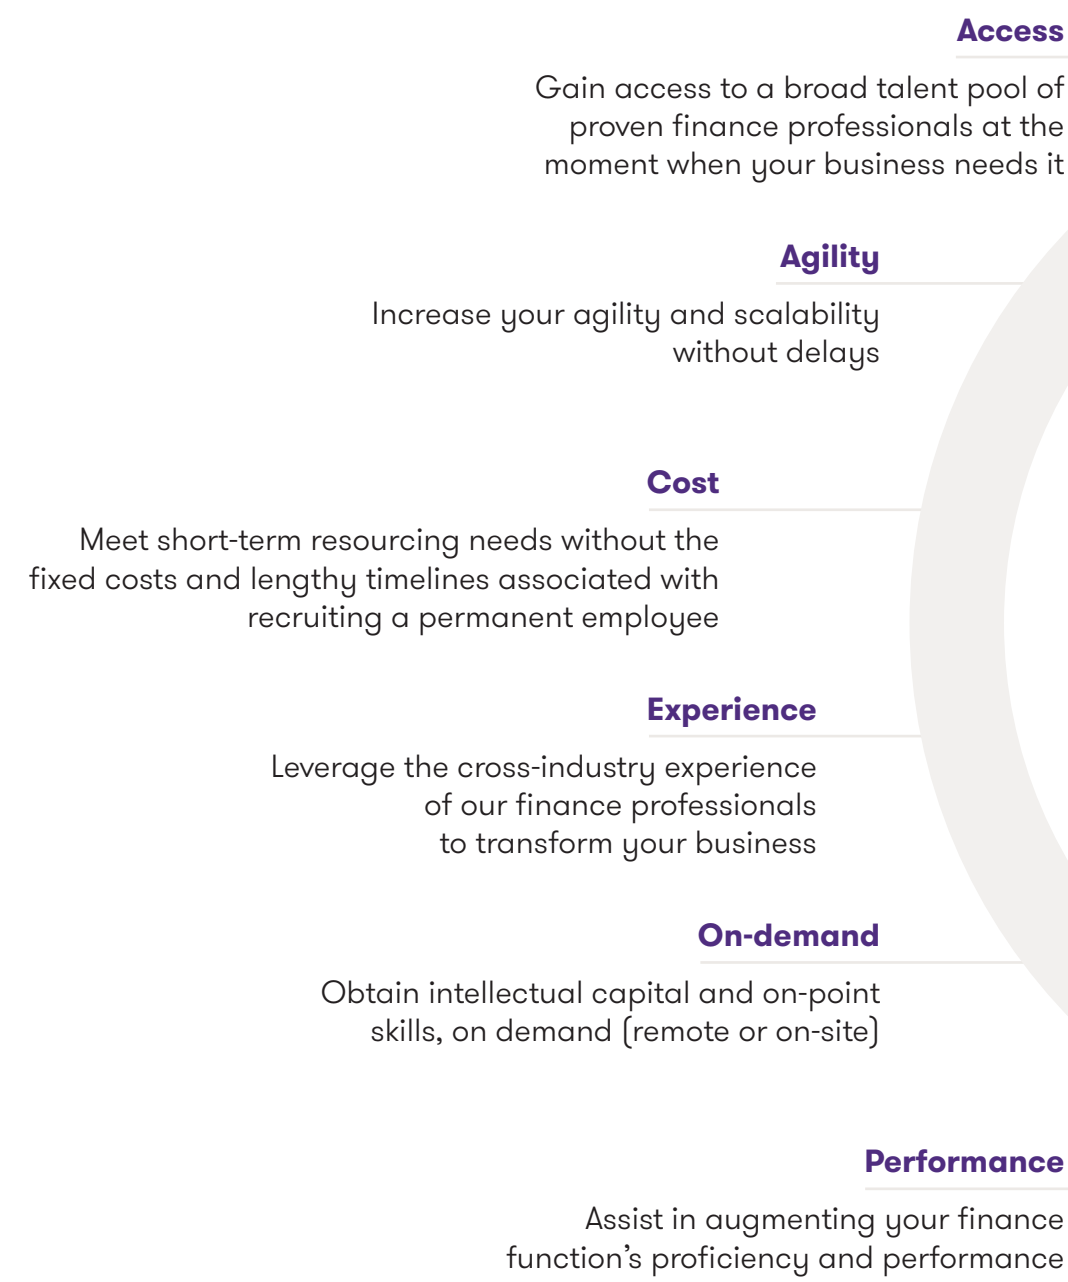 Access
Gain access to a broad talent pool of
proven finance professionals at the
moment when your business needs it
Agility
Increase your agility and scalability
without delays
Cost
Meet short-term resourcing needs without the
fixed costs and lengthy timelines associated with
recruiting a permanent employee
Experience
Leverage the cross-industry experience
of our finance professionals
to transform your business
On-demand
Obtain intellectual capital and on-point
skills, on demand (remote or on-site)
Performance
Assist in augmenting your finance
function’s proficiency and performance